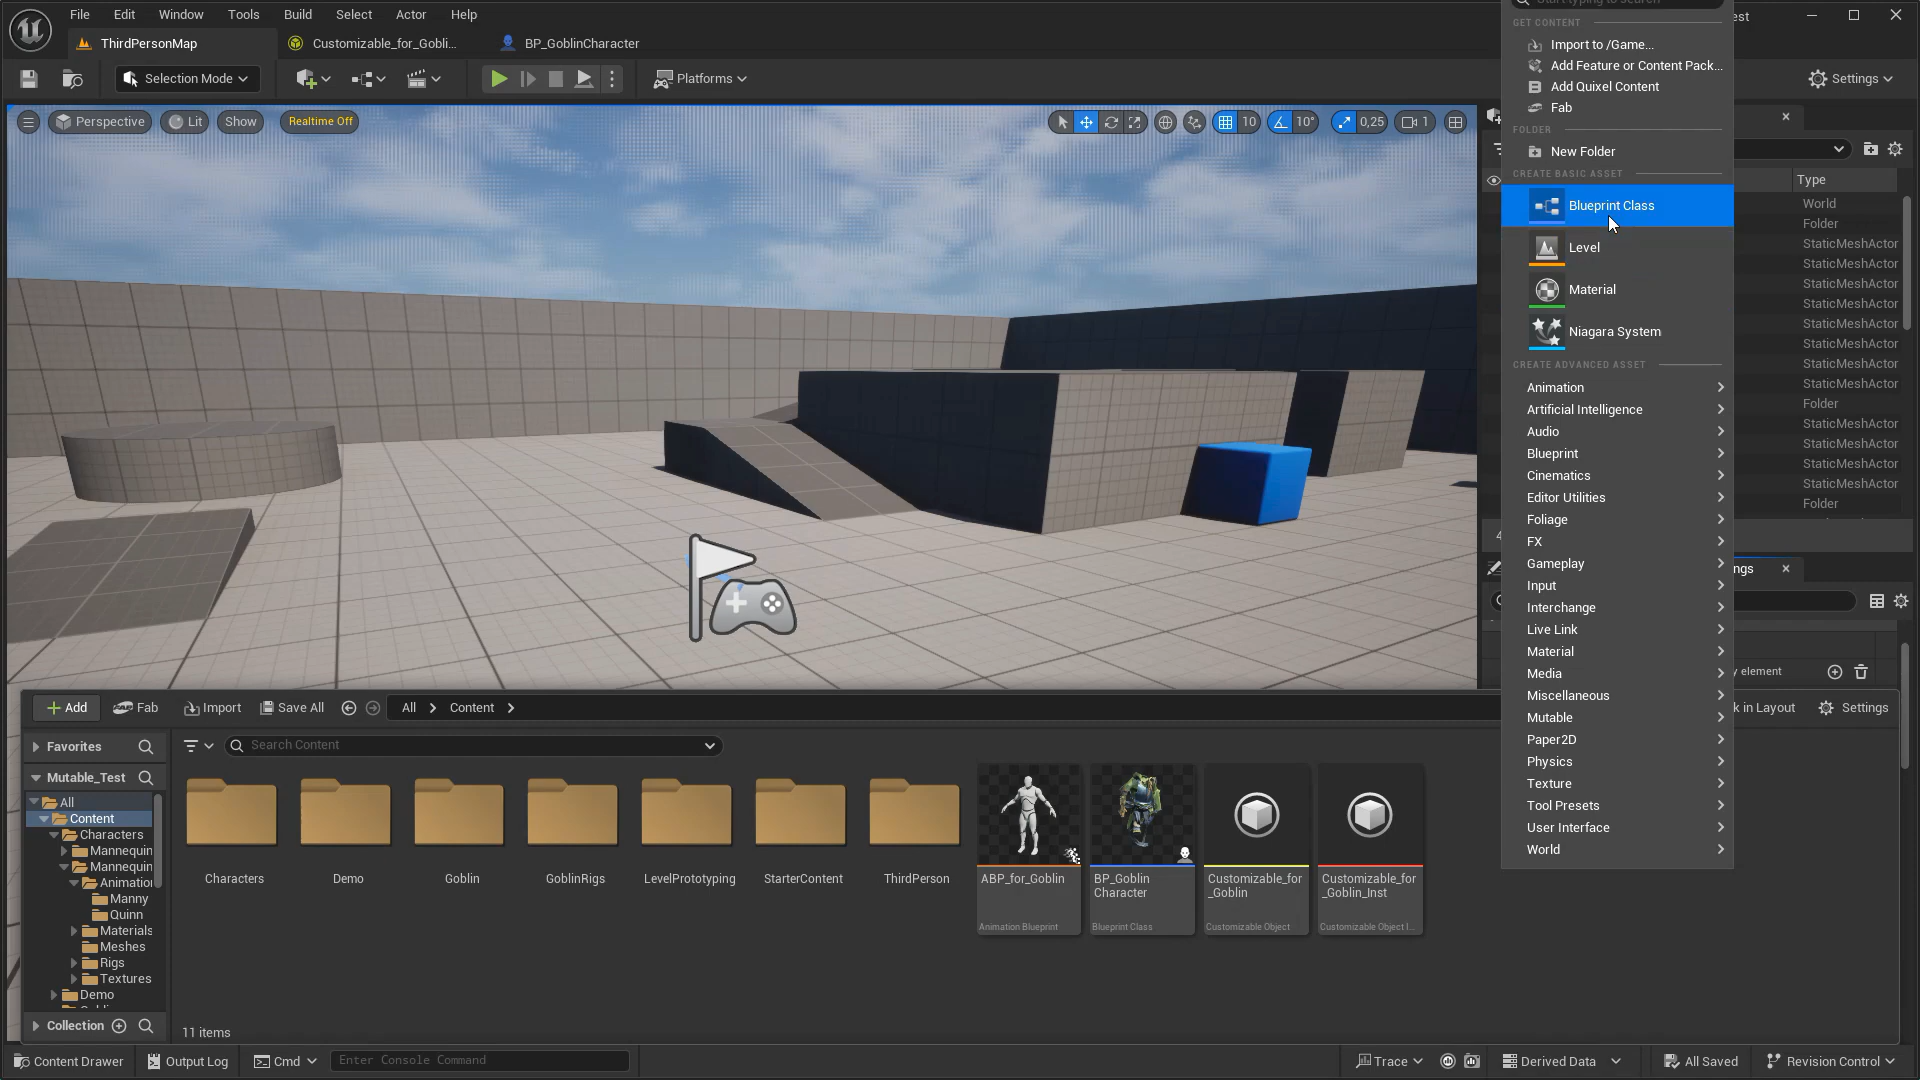 File Edit Window Tools Build Select Actor Help
est
ThirdPersonMap
Customizable_for_Gobli...
BP_GoblinCharacter
Selection Mode
Platforms
Settings
Perspective
Lit
Show
Realtime Off
10
10°
0,25
1
Start typing to search
GET CONTENT
Import to /Game...
Add Feature or Content Pack...
Add Quixel Content
Fab
FOLDER
New Folder
CREATE BASIC ASSET
Blueprint Class
Level
Material
Niagara System
CREATE ADVANCED ASSET
Animation
Artificial Intelligence
Audio
Blueprint
Cinematics
Editor Utilities
Foliage
FX
Gameplay
Input
Interchange
Live Link
Material
Media
Miscellaneous
Mutable
Paper2D
Physics
Texture
Tool Presets
User Interface
World
Type
World
Folder
StaticMeshActor
StaticMeshActor
StaticMeshActor
StaticMeshActor
StaticMeshActor
StaticMeshActor
StaticMeshActor
StaticMeshActor
Folder
StaticMeshActor
StaticMeshActor
StaticMeshActor
StaticMeshActor
Folder
ngs
element
k in Layout
Settings
Add
Fab
Import
Save All
All
Content
Favorites
Search Content
Mutable_Test
All
Content
Characters
Mannequin
Mannequin
Animation
Manny
Quinn
Materials
Meshes
Rigs
Textures
Demo
Collection
Characters
Demo
Goblin
GoblinRigs
LevelPrototyping
StarterContent
ThirdPerson
ABP_for_Goblin
Animation Blueprint
BP_Goblin
Character
Blueprint Class
Customizable_for
_Goblin
Customizable Object
Customizable_for
_Goblin_Inst
Customizable Object I...
11 items
Content Drawer
Output Log
Cmd
Enter Console Command
Trace
Derived Data
All Saved
Revision Control